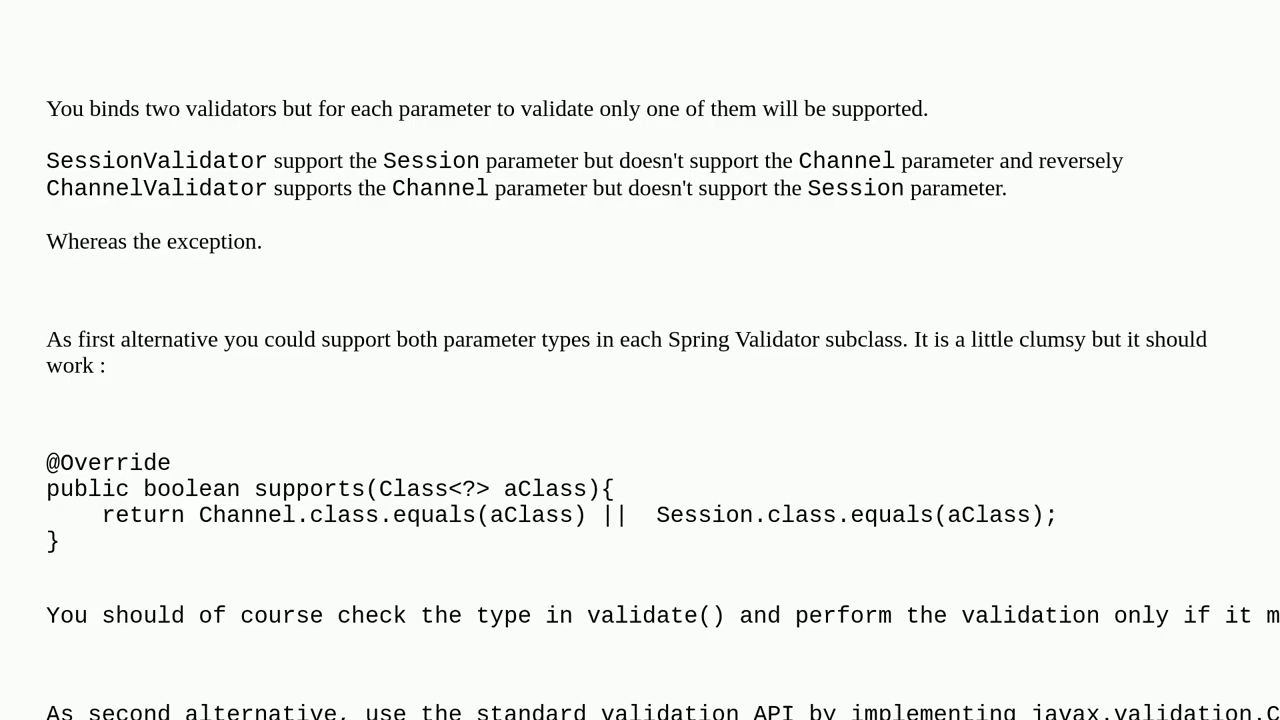 You binds two validators but for each parameter to validate only one of them will be supported.
SessionValidator support the Session parameter but doesn't support the Channel parameter and reversely
ChannelValidator supports the Channel parameter but doesn't support the Session parameter.
Whereas the exception.
As first alternative you could support both parameter types in each Spring Validator subclass. It is a little clumsy but it should
work :
@Override
public boolean supports(Class<?> aClass){
    return Channel.class.equals(aClass) ||  Session.class.equals(aClass);
}
You should of course check the type in validate() and perform the validation only if it
As second alternative, use the standard validation API by implementing javax.validation.C